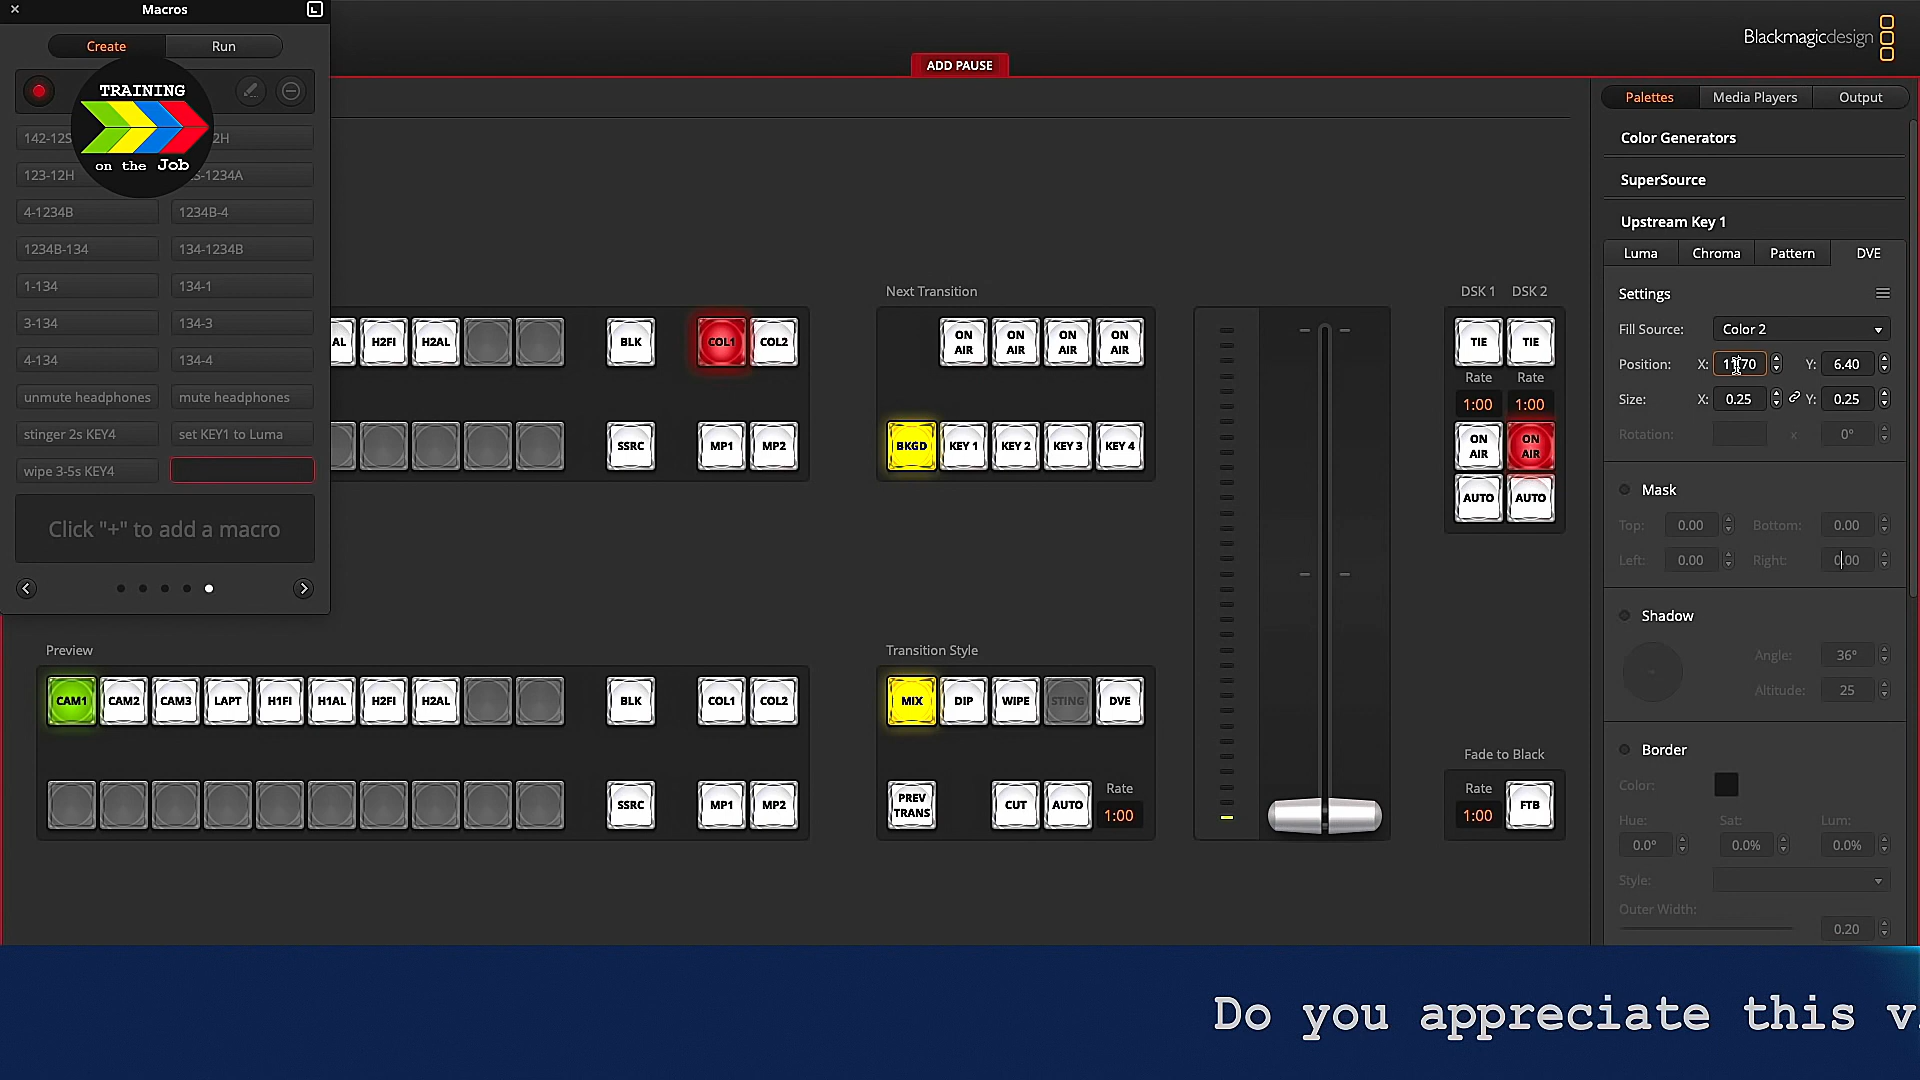 Macros
Create
Run
TRAINING
on the Job
142-12S
2H
123-12H
S-1234A
4-1234B
1234B-4
1234B-134
134-1234B
1-134
134-1
3-134
134-3
4-134
134-4
unmute headphones
mute headphones
stinger 2s KEY4
set KEY1 to Luma
wipe 3-5s KEY4
Click "+" to add a macro
ADD PAUSE
Blackmagicdesign
AL
H2FI
H2AL
BLK
COL1
COL2
SSRC
MP1
MP2
Next Transition
ON AIR
ON AIR
ON AIR
ON AIR
BKGD
KEY 1
KEY 2
KEY 3
KEY 4
DSK 1
DSK 2
TIE
TIE
Rate
Rate
1:00
1:00
ON AIR
ON AIR
AUTO
AUTO
Preview
CAM1
CAM2
CAM3
LAPT
H1FI
H1AL
H2FI
H2AL
BLK
COL1
COL2
SSRC
MP1
MP2
Transition Style
MIX
DIP
WIPE
STING
DVE
PREV TRANS
CUT
AUTO
Rate
1:00
Fade to Black
Rate
1:00
FTB
Palettes
Media Players
Output
Color Generators
SuperSource
Upstream Key 1
Luma
Chroma
Pattern
DVE
Settings
Fill Source:
Color 2
Position:
X:
Y:
6.40
Size:
X:
0.25
Y:
0.25
Rotation:
x
0°
Mask
Top:
0.00
Bottom:
0.00
Left:
0.00
Right:
0.00
Shadow
Angle:
36°
Altitude:
25
Border
Color:
Hue:
Sat:
Lum:
0.0°
0.0%
0.0%
Style:
Outer Width:
0.20
Do you appreciate this v